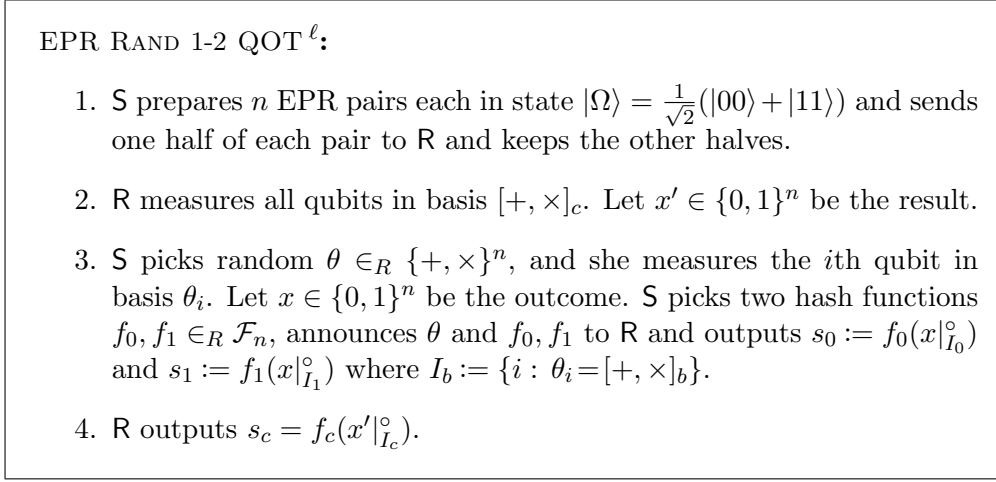 EPR RAND 1-2 QOT ℓ:
1. S prepares n EPR pairs each in state |Ω⟩ = 1/√2(|00⟩+|11⟩) and sends
one half of each pair to R and keeps the other halves.
2. R measures all qubits in basis [+, ×]_c. Let x′ ∈ {0, 1}^n be the result.
3. S picks random θ ∈_R {+, ×}^n, and she measures the ith qubit in
basis θ_i. Let x ∈ {0, 1}^n be the outcome. S picks two hash functions
f_0, f_1 ∈_R F_n, announces θ and f_0, f_1 to R and outputs s_0 := f_0(x|°_{I_0})
and s_1 := f_1(x|°_{I_1}) where I_b := {i : θ_i=[+, ×]_b}.
4. R outputs s_c = f_c(x′|°_{I_c}).